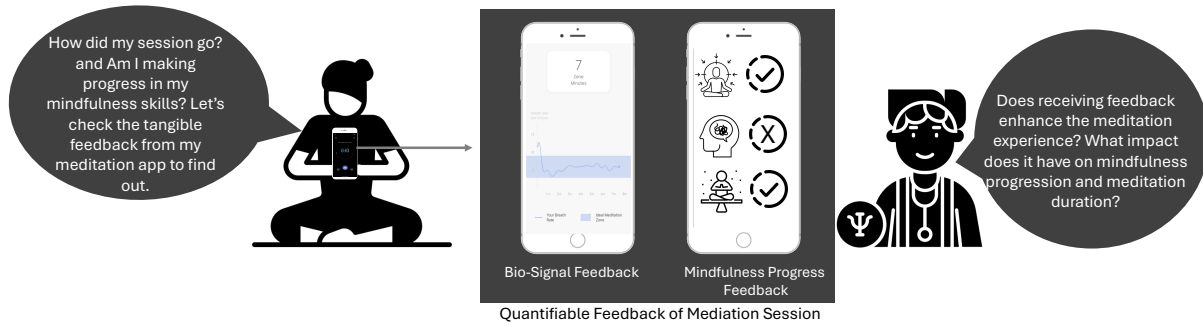 How did my session go?
and Am I making
progress in my
mindfulness skills? Let's
check the tangible
feedback from my
meditation app to find
out.
7
Done
Minutes
Your Breath
Rate
Ideal Meditation
Zone
Bio-Signal Feedback
Mindfulness Progress
Feedback
Quantifiable Feedback of Mediation Session
Does receiving feedback
enhance the meditation
experience? What impact
does it have on mindfulness
progression and meditation
duration?
Ψ